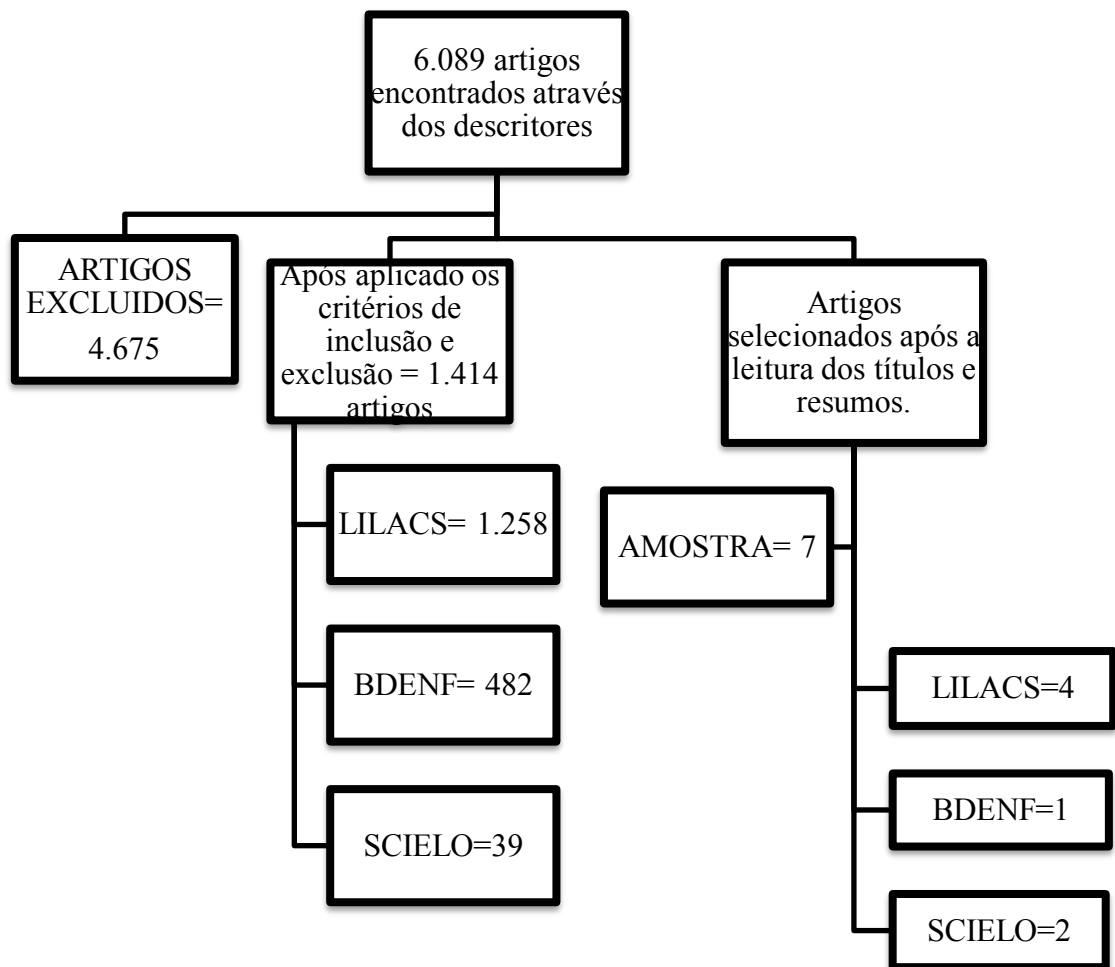 6.089 artigos
encontrados através
dos descritores
ARTIGOS
EXCLUIDOS=
4.675
Após aplicado os
critérios de
inclusão e
exclusão = 1.414
artigos
Artigos
selecionados após a
leitura dos títulos e
resumos.
LILACS= 1.258
BDENF= 482
SCIELO=39
AMOSTRA= 7
LILACS=4
BDENF=1
SCIELO=2